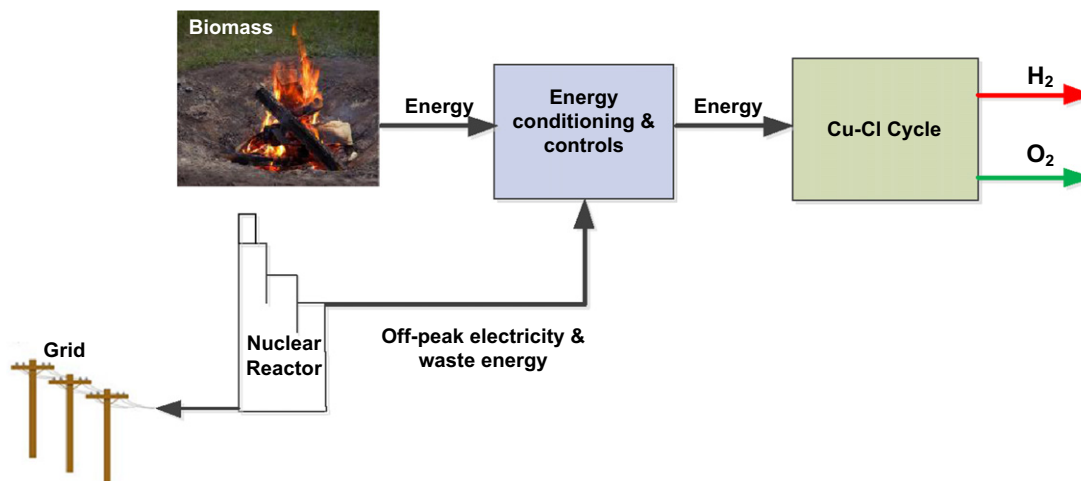 Biomass
Energy
Energy
conditioning &
controls
Energy
Cu-Cl Cycle
H₂
O₂
Nuclear
Reactor
Off-peak electricity &
waste energy
Grid